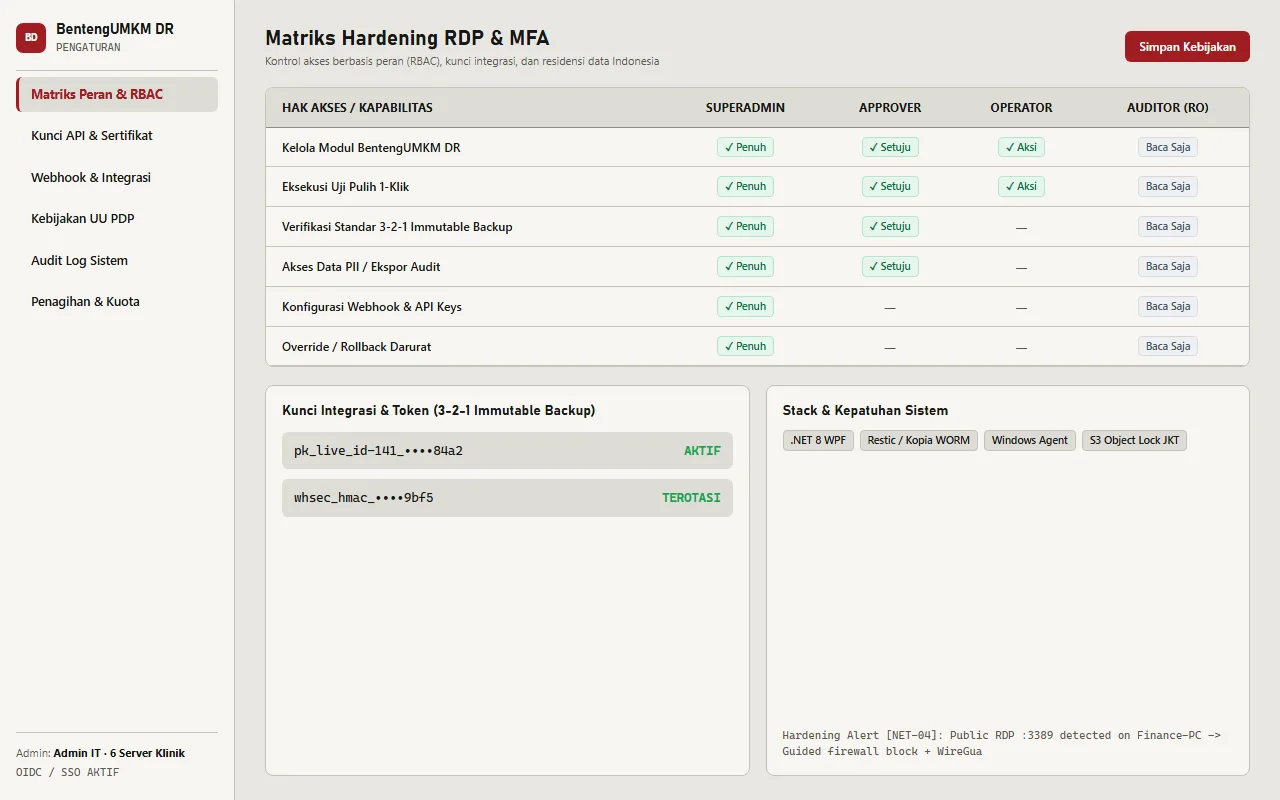 BD
BentengUMKM DR
PENGATURAN
Matriks Peran & RBAC
Kunci API & Sertifikat
Webhook & Integrasi
Kebijakan UU PDP
Audit Log Sistem
Penagihan & Kuota
Admin: Admin IT · 6 Server Klinik
OIDC / SSO AKTIF
Matriks Hardening RDP & MFA
Kontrol akses berbasis peran (RBAC), kunci integrasi, dan residensi data Indonesia
Simpan Kebijakan
HAK AKSES / KAPABILITAS SUPERADMIN APPROVER OPERATOR AUDITOR (RO)
Kelola Modul BentengUMKM DR ✓ Penuh ✓ Setuju ✓ Aksi Baca Saja
Eksekusi Uji Pulih 1-Klik ✓ Penuh ✓ Setuju ✓ Aksi Baca Saja
Verifikasi Standar 3-2-1 Immutable Backup ✓ Penuh ✓ Setuju — Baca Saja
Akses Data PII / Ekspor Audit ✓ Penuh ✓ Setuju — Baca Saja
Konfigurasi Webhook & API Keys ✓ Penuh — — Baca Saja
Override / Rollback Darurat ✓ Penuh — — Baca Saja
Kunci Integrasi & Token (3-2-1 Immutable Backup)
pk_live_id-141_••••84a2 AKTIF
whsec_hmac_••••9bf5 TEROTASI
Stack & Kepatuhan Sistem
.NET 8 WPF Restic / Kopia WORM Windows Agent S3 Object Lock JKT
Hardening Alert [NET-04]: Public RDP :3389 detected on Finance-PC ->
Guided firewall block + WireGua